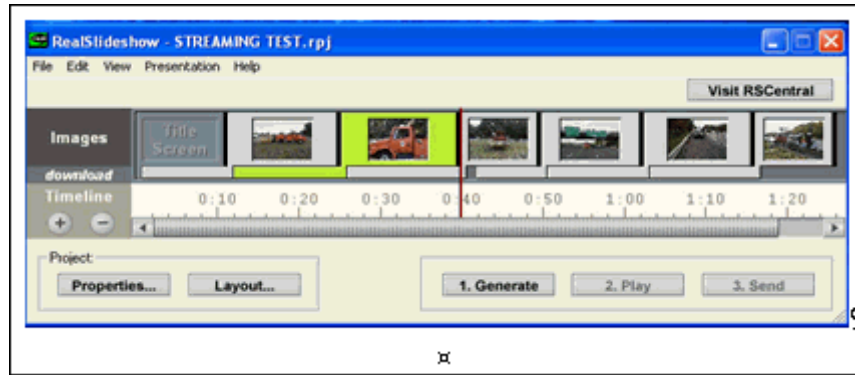 RealSlideshow - STREAMING TEST.rpj
File Edit View Presentation Help
Visit RSCentral
Images
Title
Screen
download
Timeline
0:10 0:20 0:30 0:40 0:50 1:00 1:10 1:20
+ -
Project:
Properties... Layout... 1. Generate 2. Play 3. Send
¤